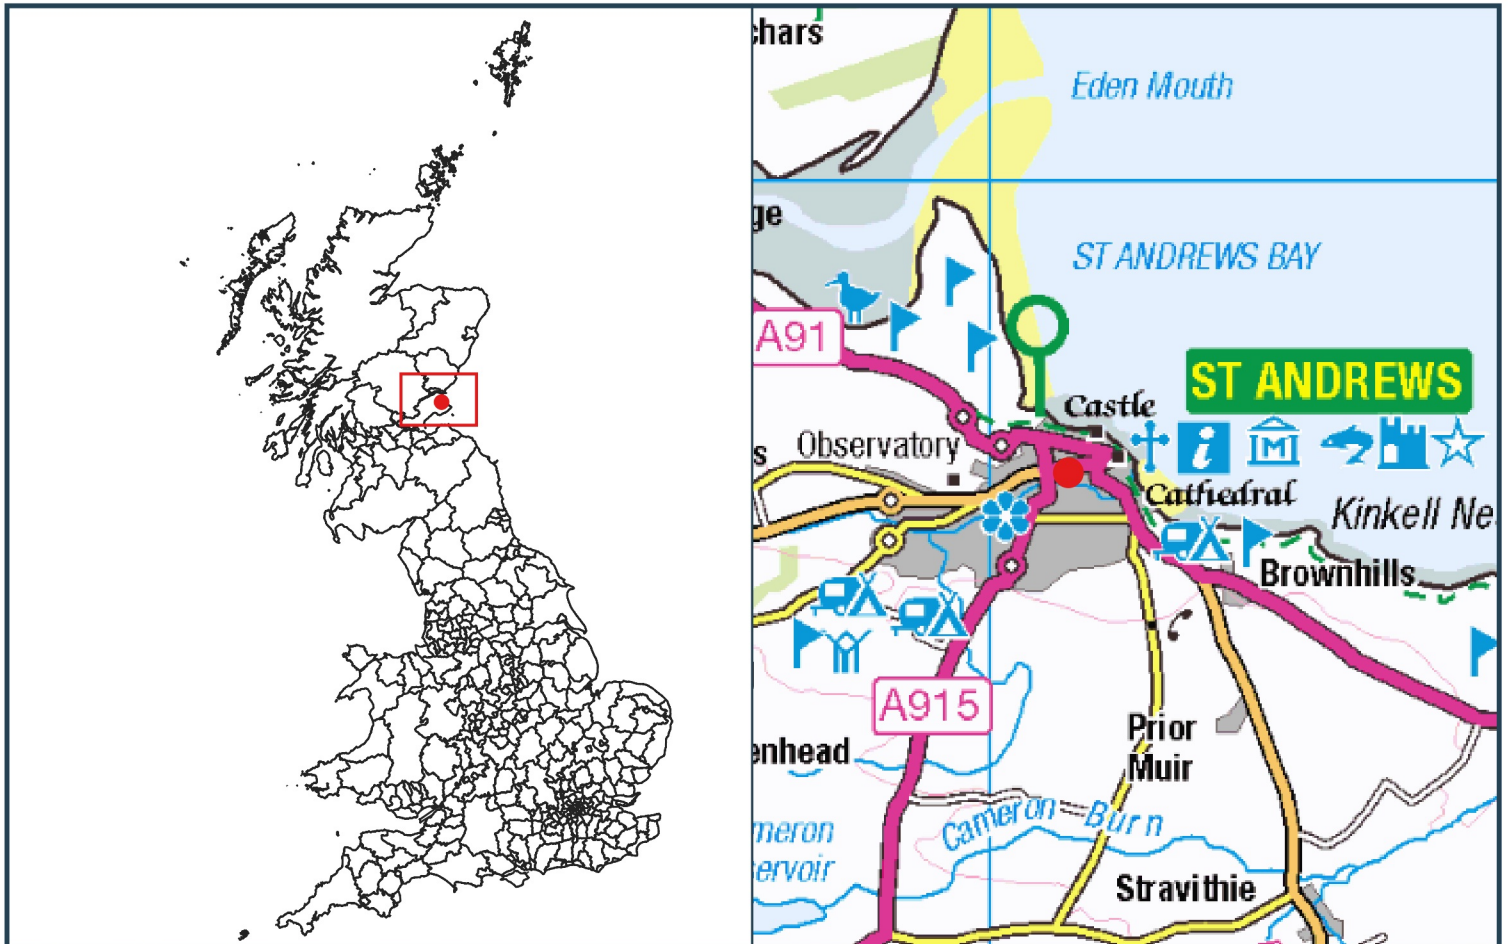 chars
Eden Mouth
ge
ST ANDREWS BAY
A91
ST ANDREWS
Castle
Observatory
s
i
M
Cathedral
Kinkell Ne
Brownhills
A915
Prior
Muir
enhead
Cameron Burn
meron
ervoir
Stravithie